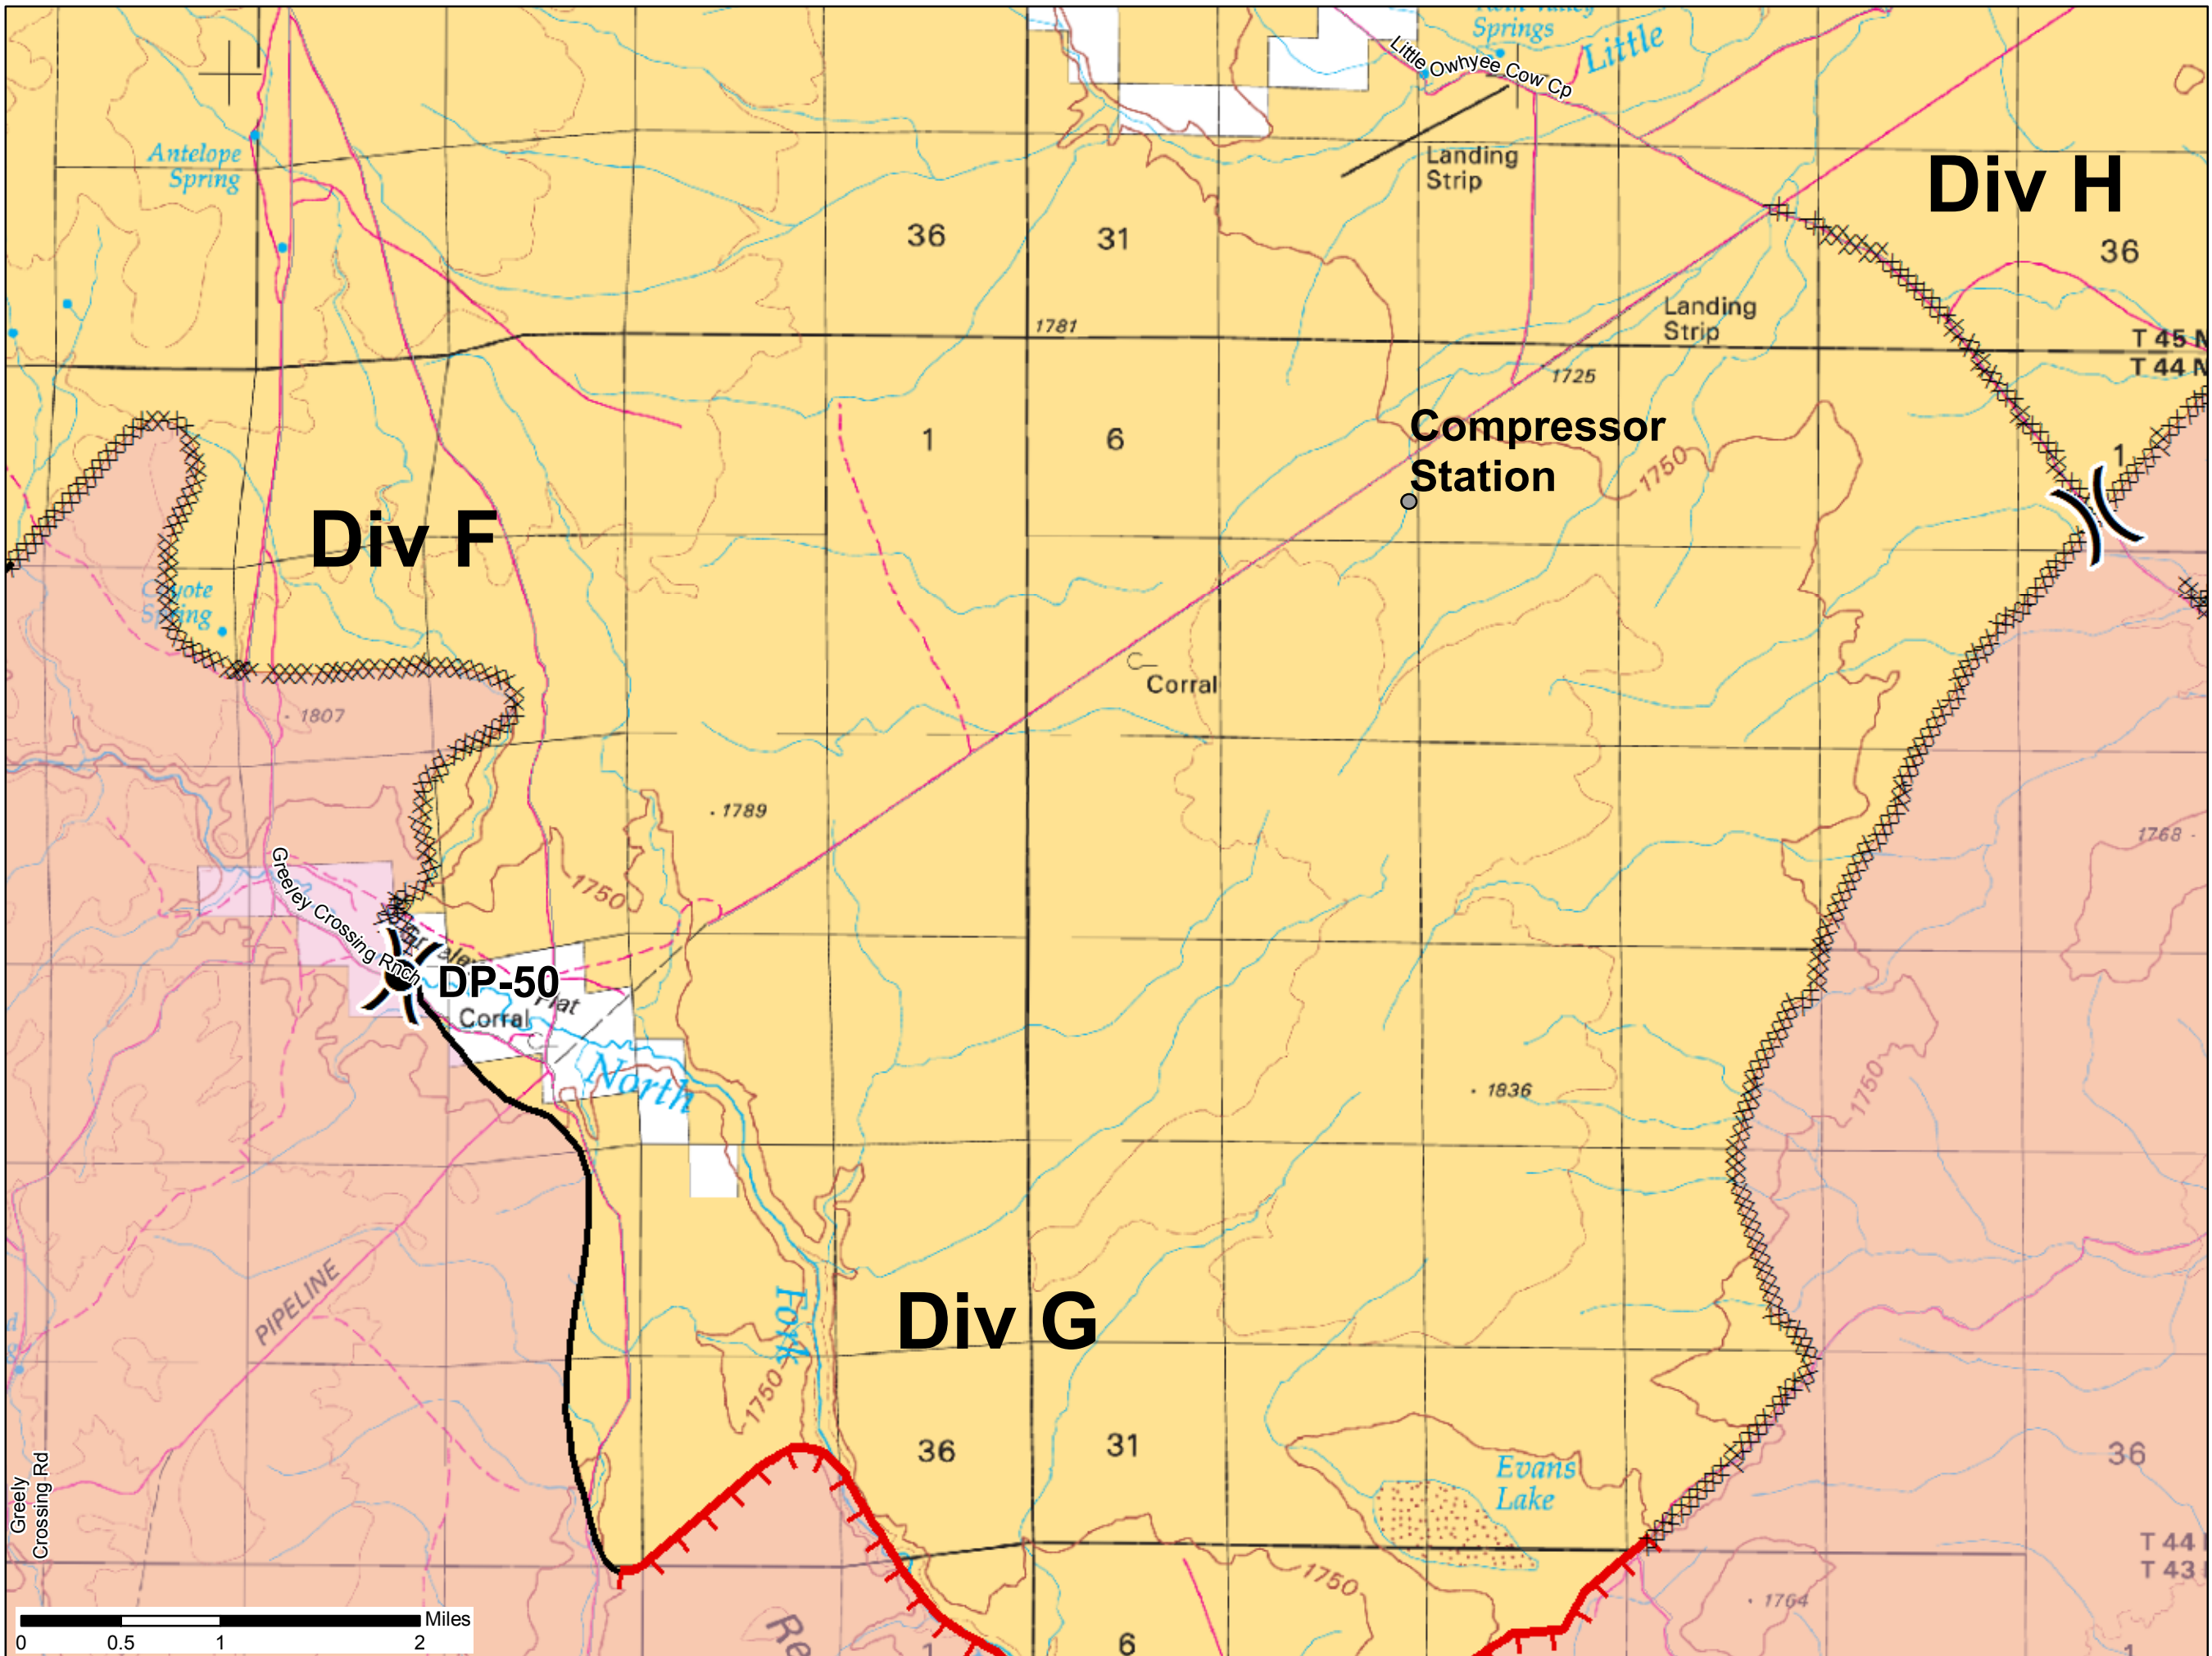 Springs
Little
Little Owhyee Cow Cp
Antelope
Spring
Landing
Strip
Div H
36
31
36
Landing
Strip
1781
T 45 N
T 44 N
1725
Compressor
Station
1
6
1750
1
Div F
Coyote
Spring
Corral
1807
1789
1768
1750
Greeley Crossing Rnch
DP-50
Flat
Corral
North
1836
1750
PIPELINE
Fork
Div G
1750
36
31
36
Evans
Lake
Greely
Crossing Rd
T 44
T 43
1750
1764
Re
1
6
1
Miles
0
0.5
1
2